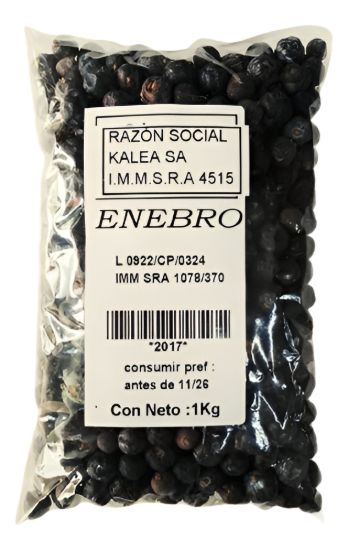 RAZÓN SOCIAL
KALEA SA
I.M.M.S.R.A 4515
ENEBRO
L 0922/CP/0324
IMM SRA 1078/370
*2017*
consumir pref :
antes de 11/26
Con Neto :1Kg